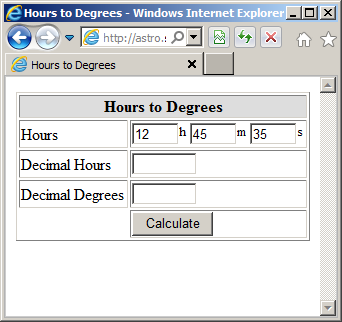 Hours to Degrees - Windows Internet Explorer
http://astro.s
Hours to Degrees
Hours to Degrees
Hours 12 h 45 m 35 s
Decimal Hours
Decimal Degrees
Calculate